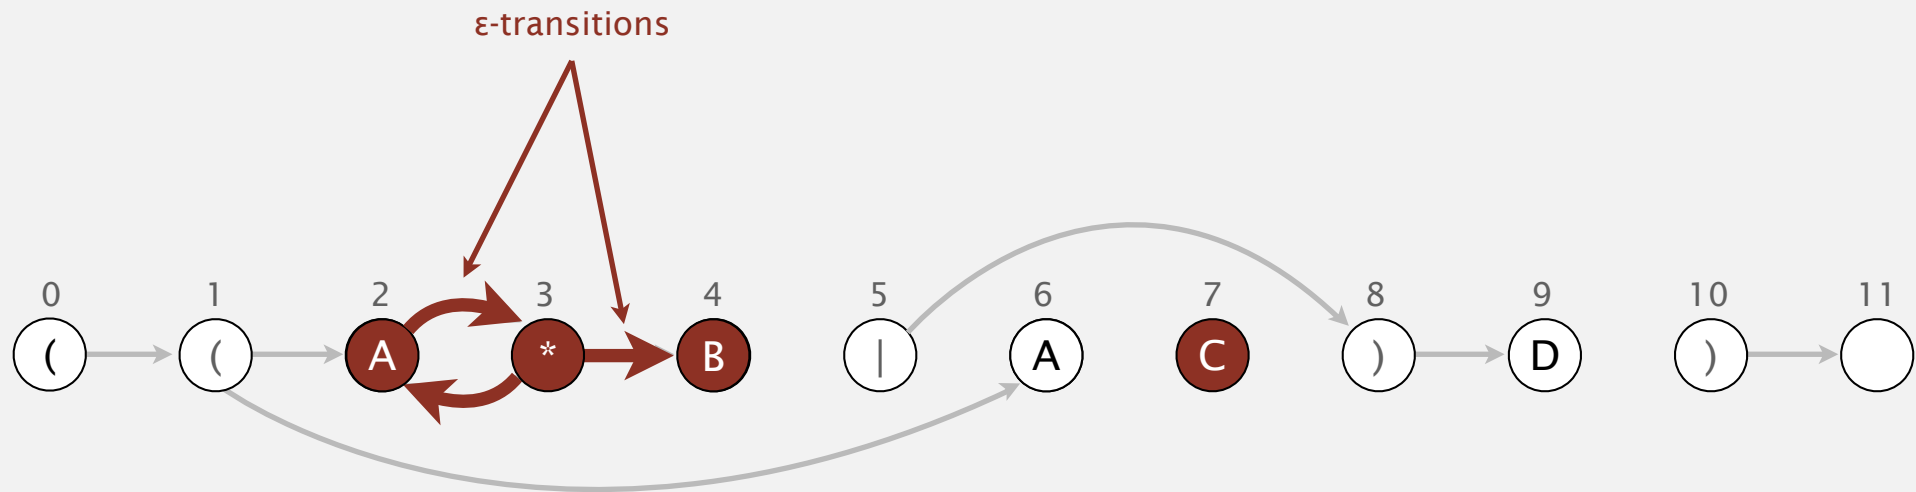 ε-transitions
0 1 2 3 4 5 6 7 8 9 10 11
( ( A * B | A C ) D )